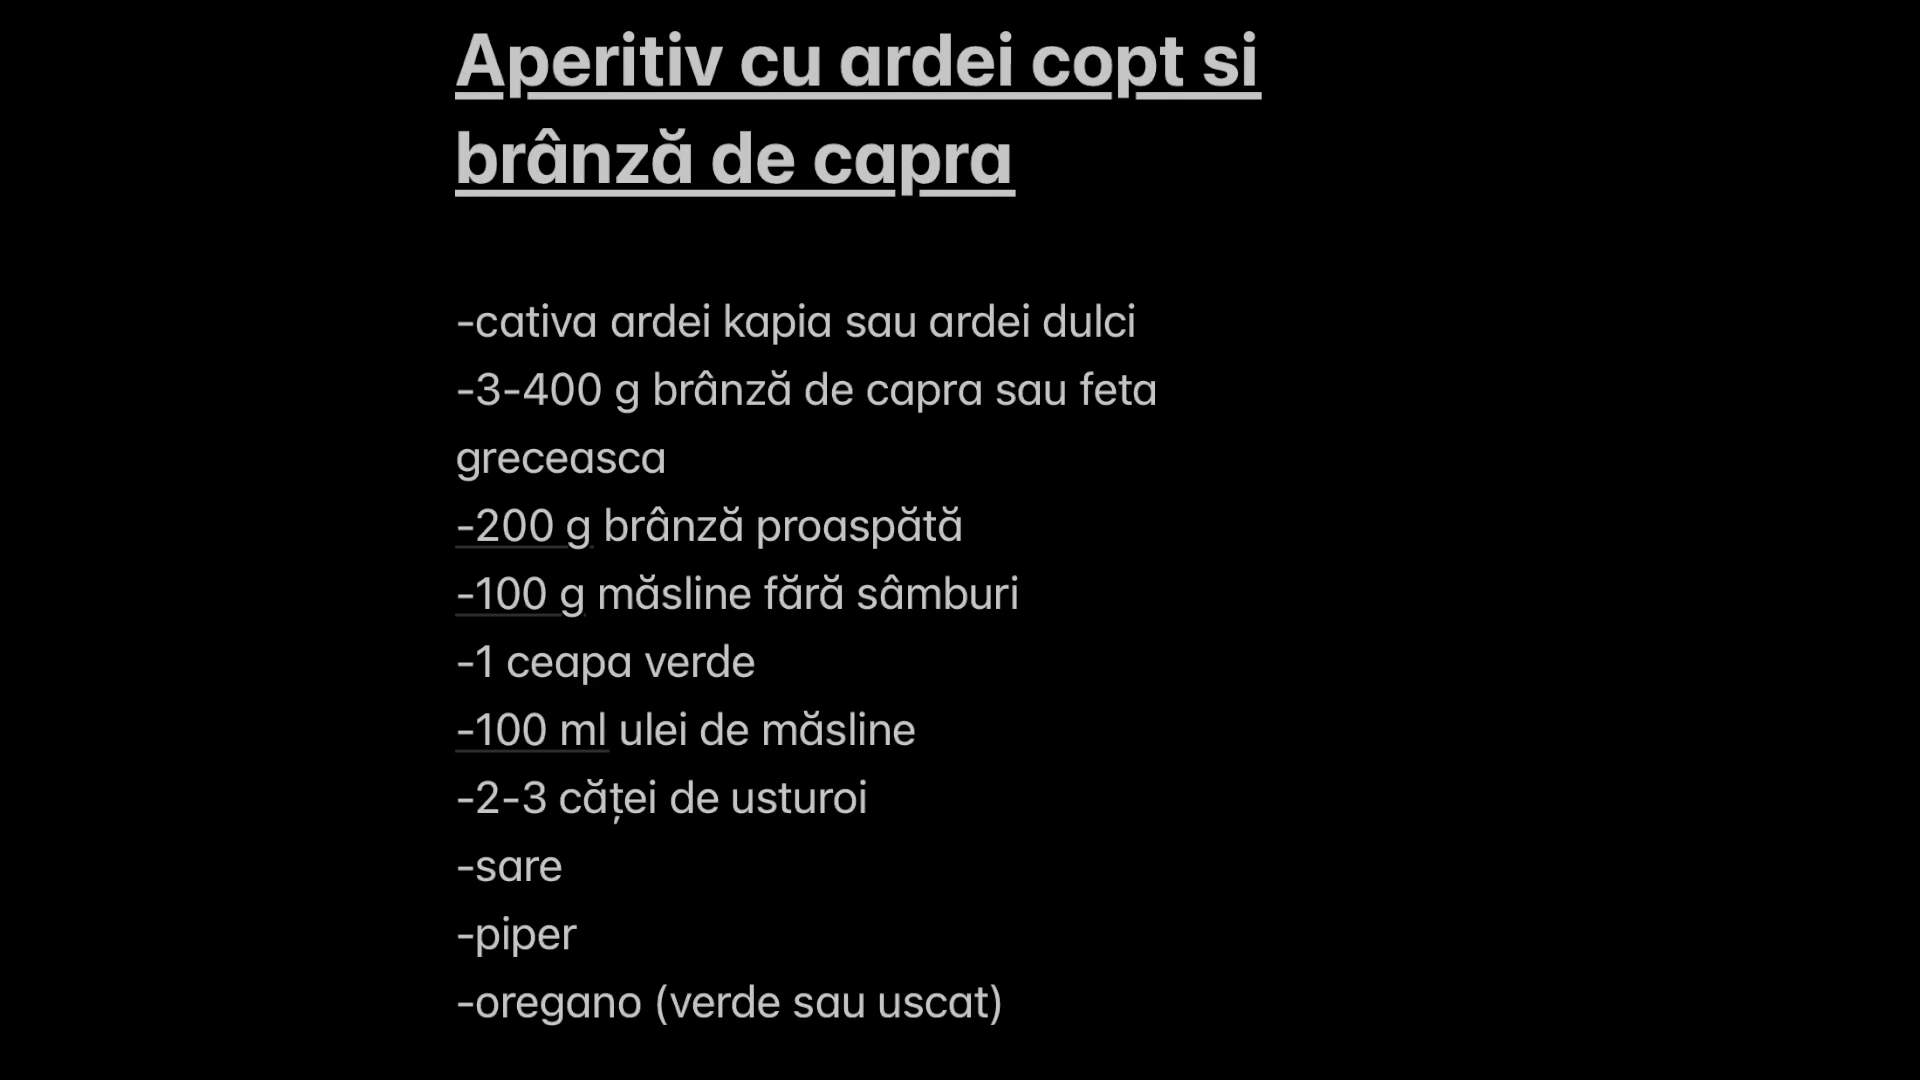 Aperitiv cu ardei copt si
brânză de capra
-cativa ardei kapia sau ardei dulci
-3-400 g brânză de capra sau feta
greceasca
-200 g brânză proaspătă
-100 g măsline fără sâmburi
-1 ceapa verde
-100 ml ulei de măsline
-2-3 căței de usturoi
-sare
-piper
-oregano (verde sau uscat)